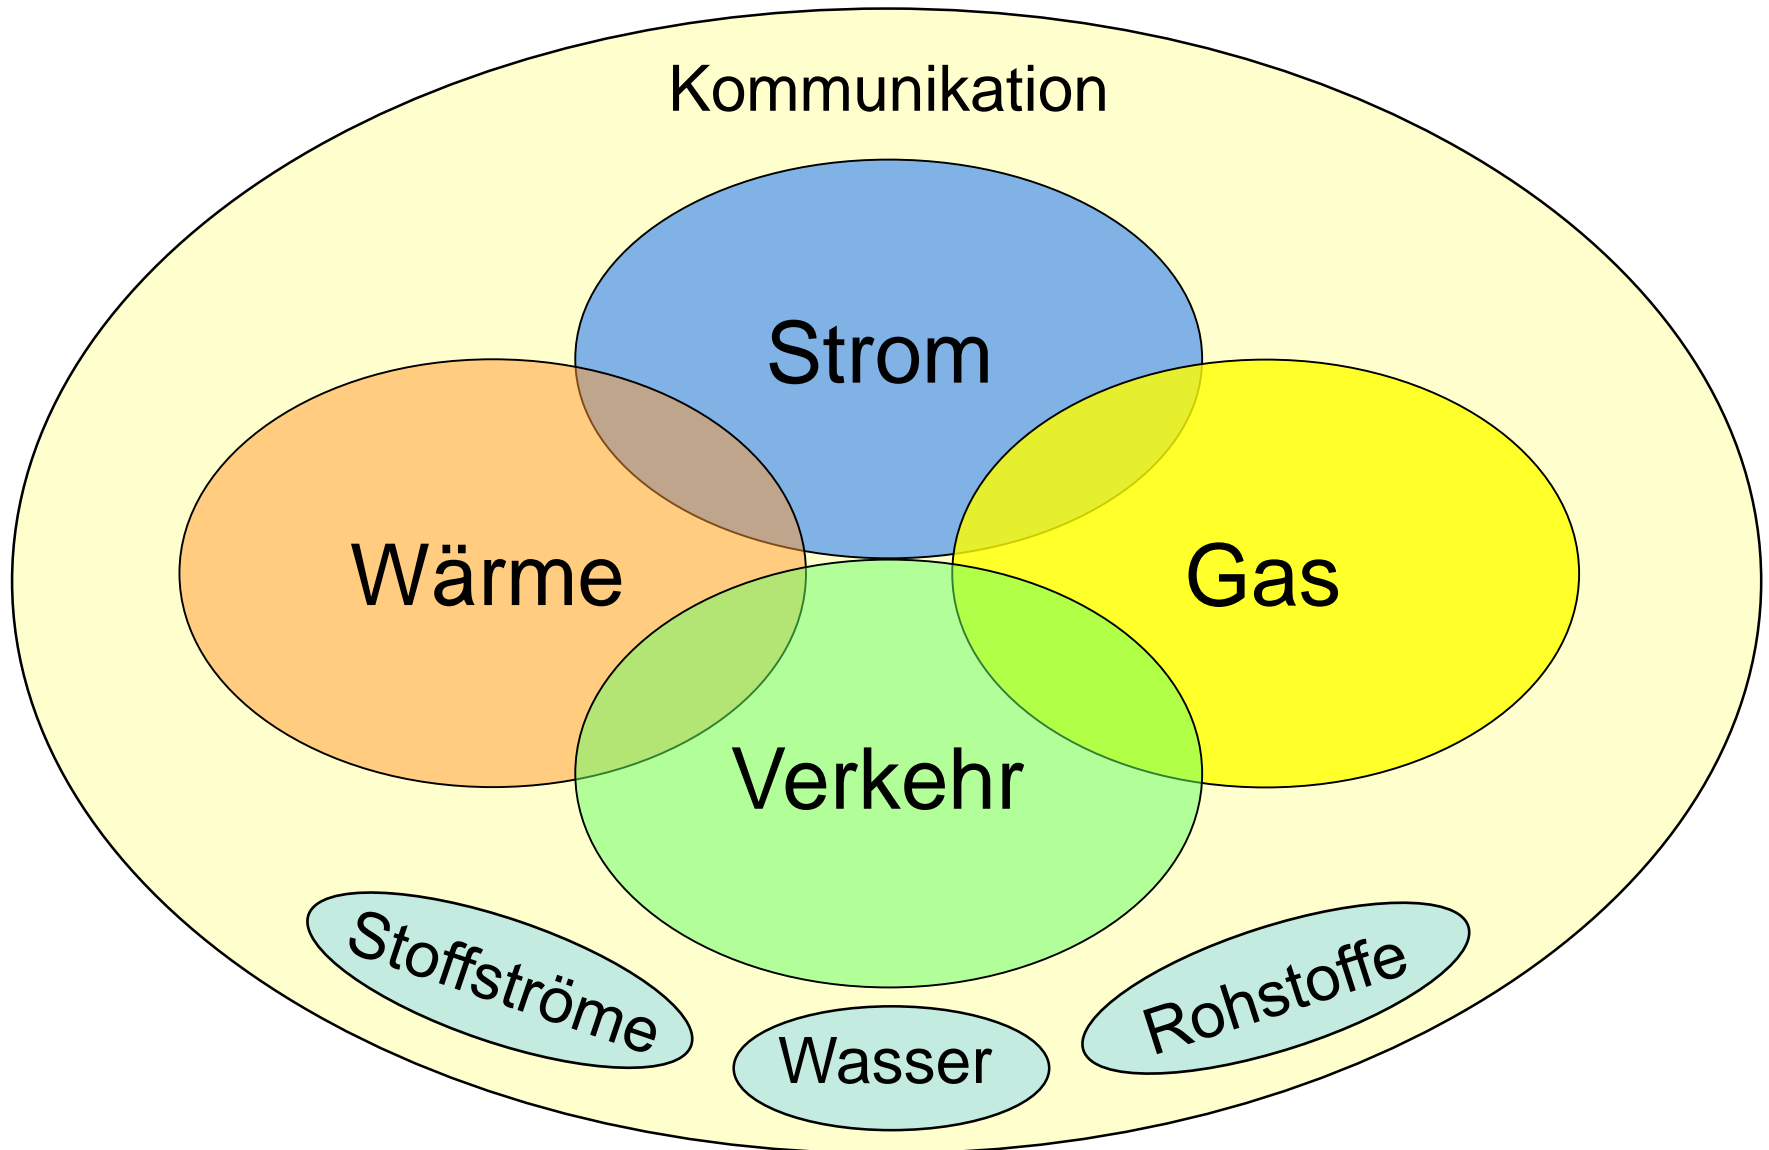 Kommunikation
Strom
Wärme
Gas
Verkehr
Stoffströme
Wasser
Rohstoffe